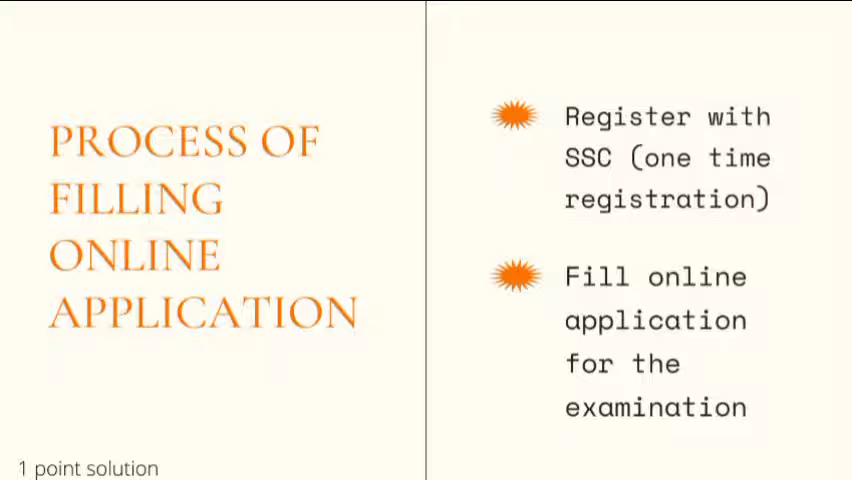 PROCESS OF
FILLING
ONLINE
APPLICATION
Register with
SSC (one time
registration)
Fill online
application
for the
examination
1 point solution